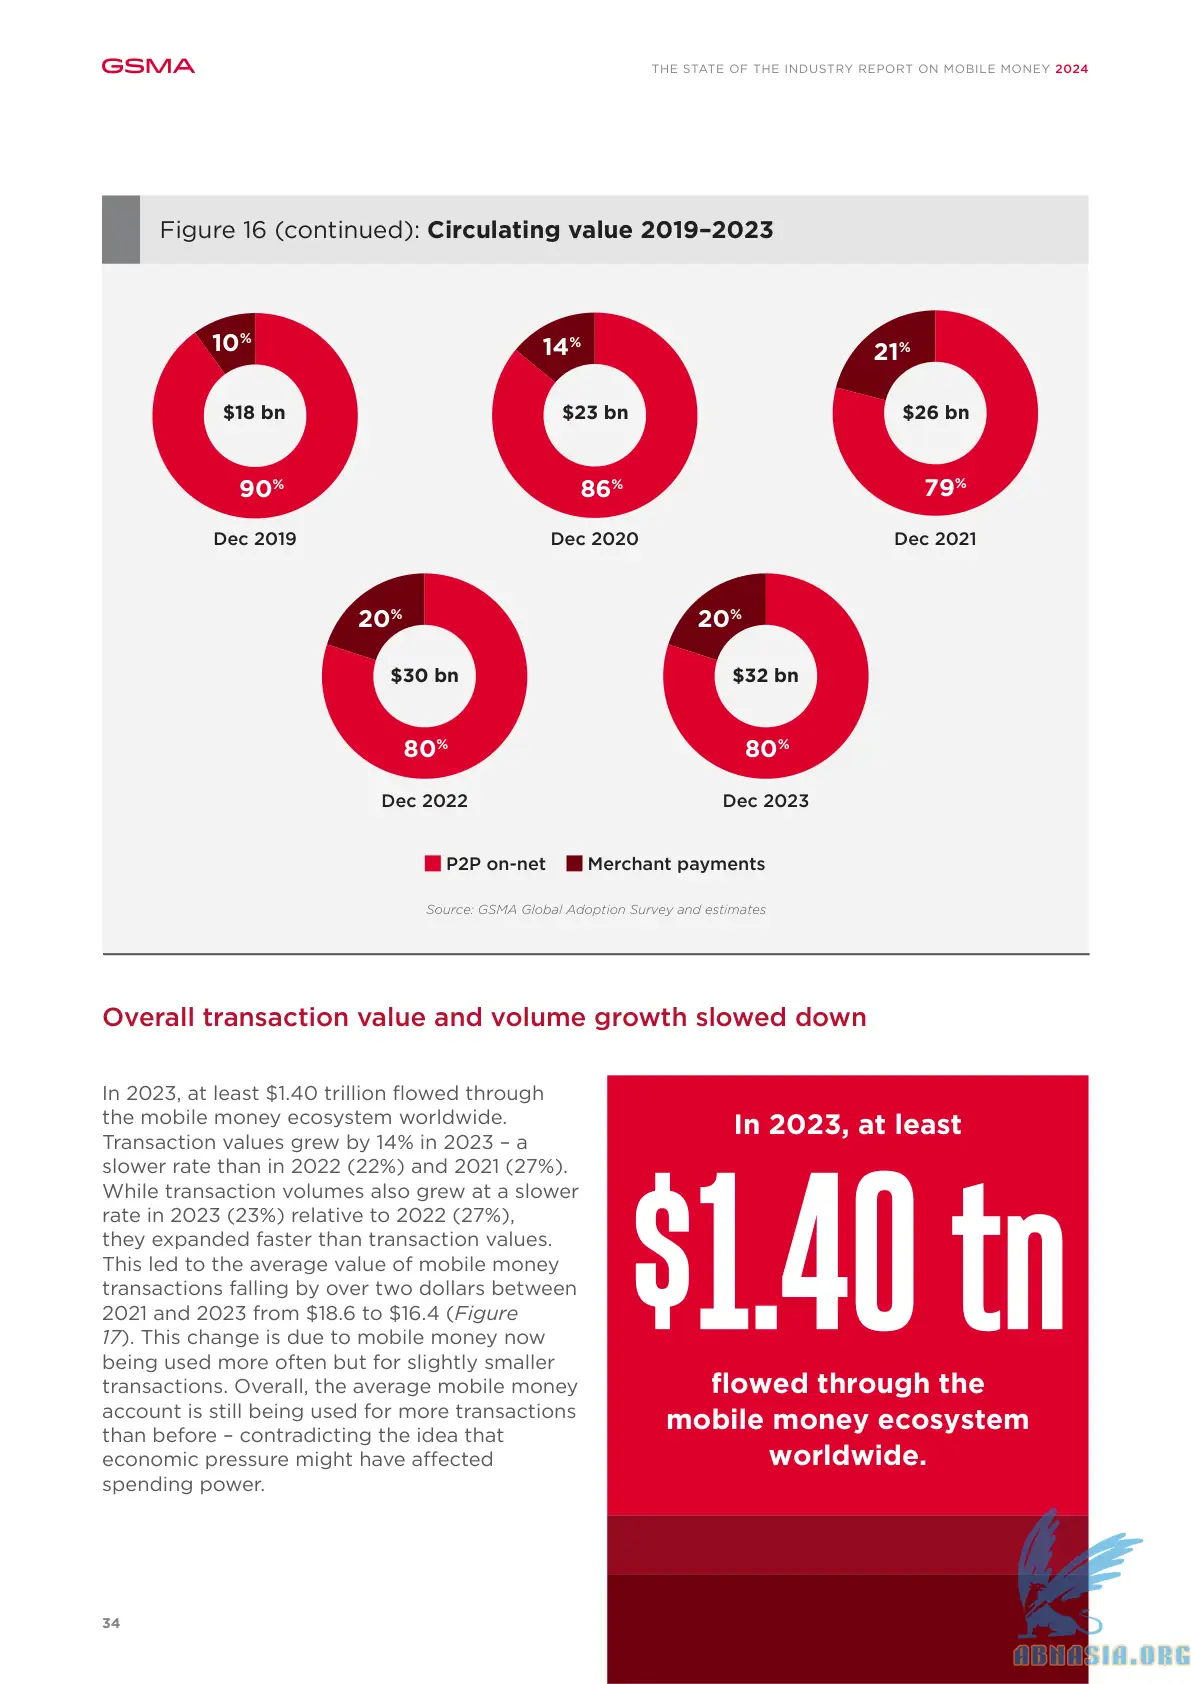 GSMA
THE STATE OF THE INDUSTRY REPORT ON MOBILE MONEY 2024
Figure 16 (continued): Circulating value 2019–2023
10%
$18 bn
90%
Dec 2019
14%
$23 bn
86%
Dec 2020
21%
$26 bn
79%
Dec 2021
20%
$30 bn
80%
Dec 2022
20%
$32 bn
80%
Dec 2023
P2P on-net
Merchant payments
Source: GSMA Global Adoption Survey and estimates
Overall transaction value and volume growth slowed down
In 2023, at least $1.40 trillion flowed through
the mobile money ecosystem worldwide.
Transaction values grew by 14% in 2023 – a
slower rate than in 2022 (22%) and 2021 (27%).
While transaction volumes also grew at a slower
rate in 2023 (23%) relative to 2022 (27%),
they expanded faster than transaction values.
This led to the average value of mobile money
transactions falling by over two dollars between
2021 and 2023 from $18.6 to $16.4 (Figure
17). This change is due to mobile money now
being used more often but for slightly smaller
transactions. Overall, the average mobile money
account is still being used for more transactions
than before – contradicting the idea that
economic pressure might have affected
spending power.
In 2023, at least
$1.40 tn
flowed through the
mobile money ecosystem
worldwide.
34
ABNASIA.ORG